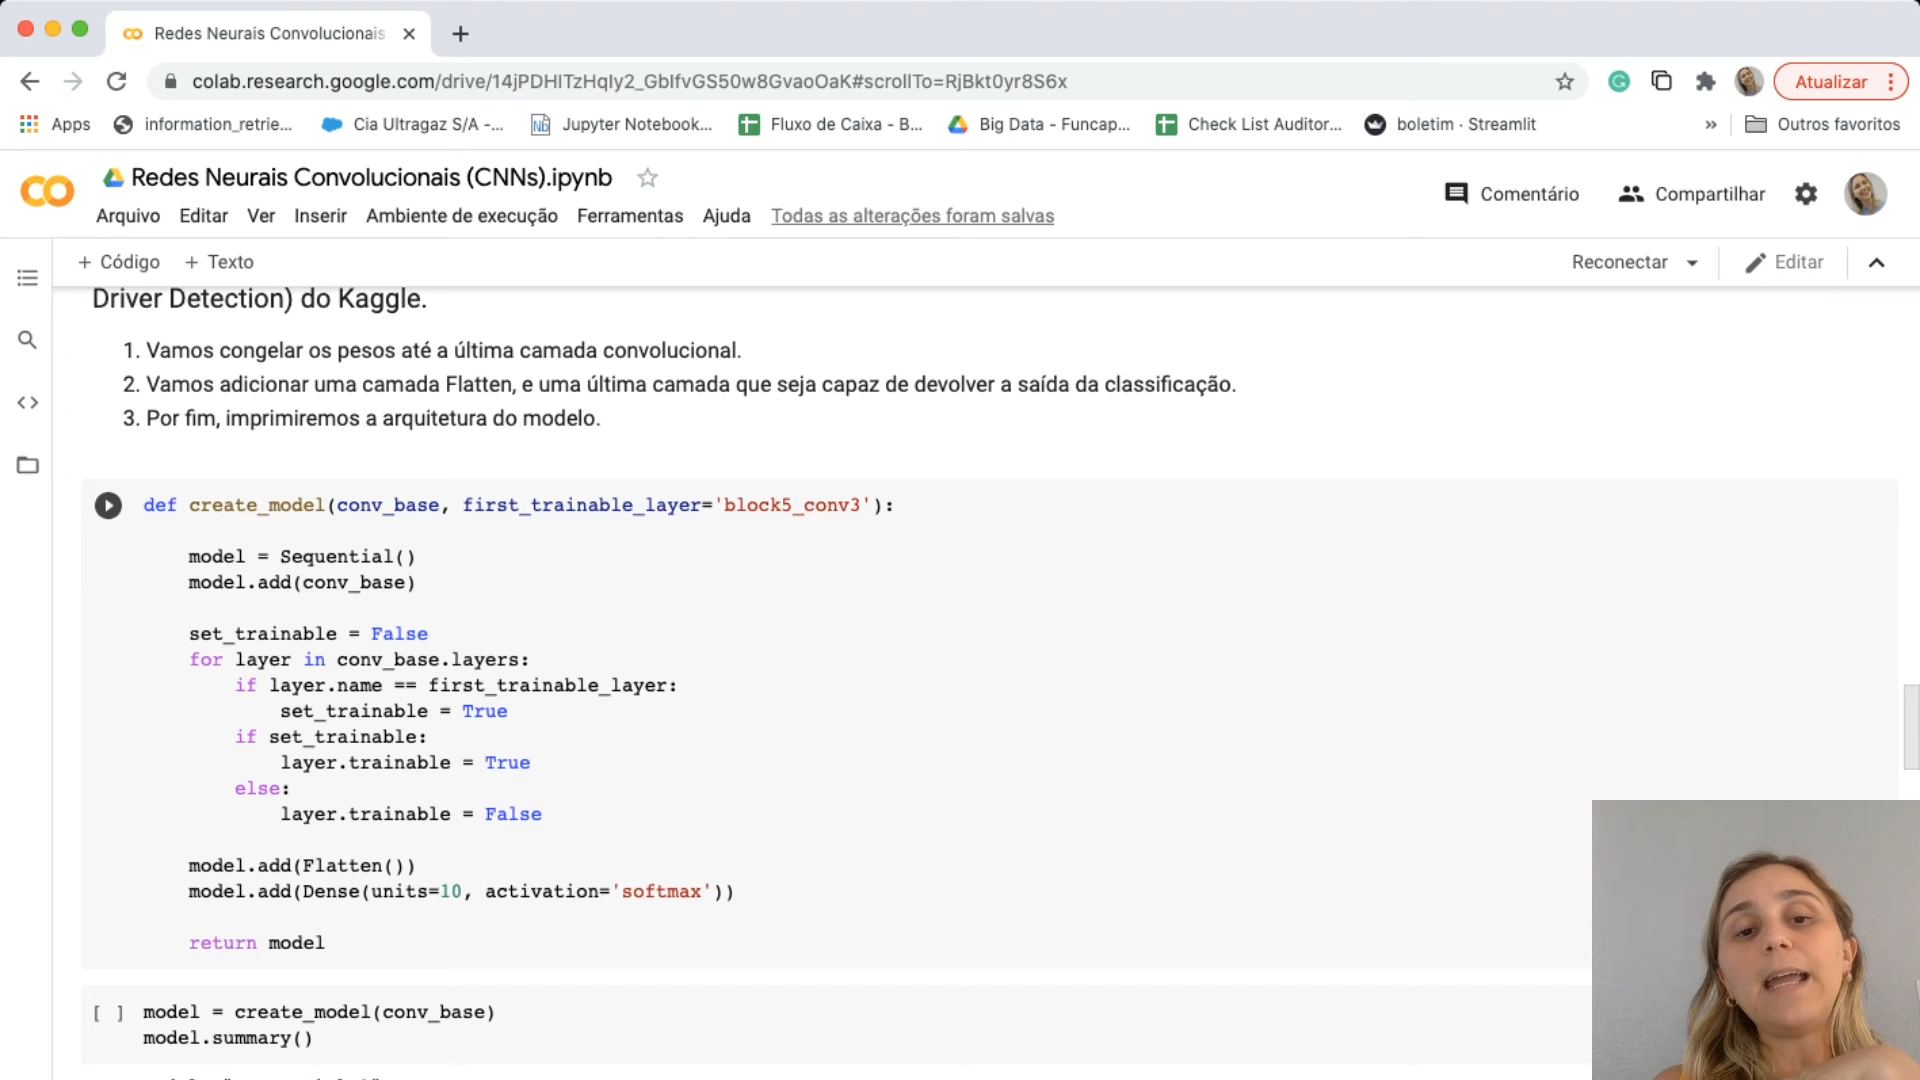 Redes Neurais Convolucionais
colab.research.google.com/drive/14jPDHlTzHqIy2_GbIfvGS50w8GvaoOaK#scrollTo=RjBkt0yr8S6x
Atualizar
Apps
information_retrie...
Cia Ultragaz S/A -...
Jupyter Notebook...
Fluxo de Caixa - B...
Big Data - Funcap...
Check List Auditor...
boletim · Streamlit
»
Outros favoritos
Redes Neurais Convolucionais (CNNs).ipynb
Comentário
Compartilhar
Arquivo Editar Ver Inserir Ambiente de execução Ferramentas Ajuda Todas as alterações foram salvas
+ Código + Texto
Reconectar
Editar
Driver Detection) do Kaggle.
1. Vamos congelar os pesos até a última camada convolucional.
2. Vamos adicionar uma camada Flatten, e uma última camada que seja capaz de devolver a saída da classificação.
3. Por fim, imprimiremos a arquitetura do modelo.
def create_model(conv_base, first_trainable_layer='block5_conv3'):
model = Sequential()
model.add(conv_base)
set_trainable = False
for layer in conv_base.layers:
if layer.name == first_trainable_layer:
set_trainable = True
if set_trainable:
layer.trainable = True
else:
layer.trainable = False
model.add(Flatten())
model.add(Dense(units=10, activation='softmax'))
return model
[ ] model = create_model(conv_base)
model.summary()